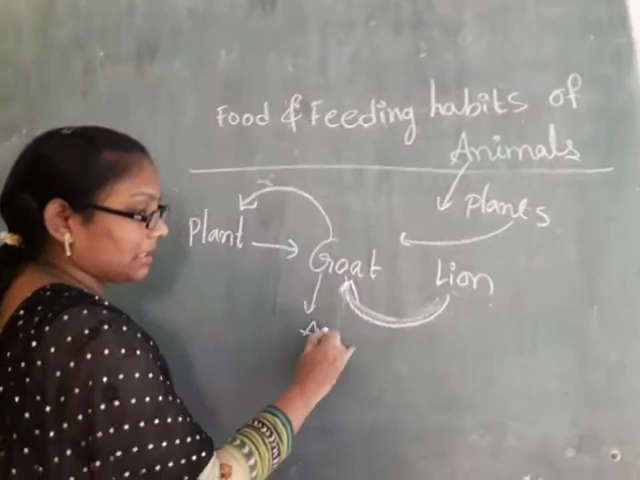 Food & Feeding habits of
Animals
Plants
Plant
Goat
Lion